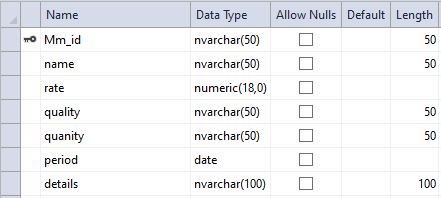 Name Data Type Allow Nulls Default Length
Mm_id nvarchar(50) 50
name nvarchar(50) 50
rate numeric(18,0)
quality nvarchar(50) 50
quanity nvarchar(50) 50
period date
details nvarchar(100) 100